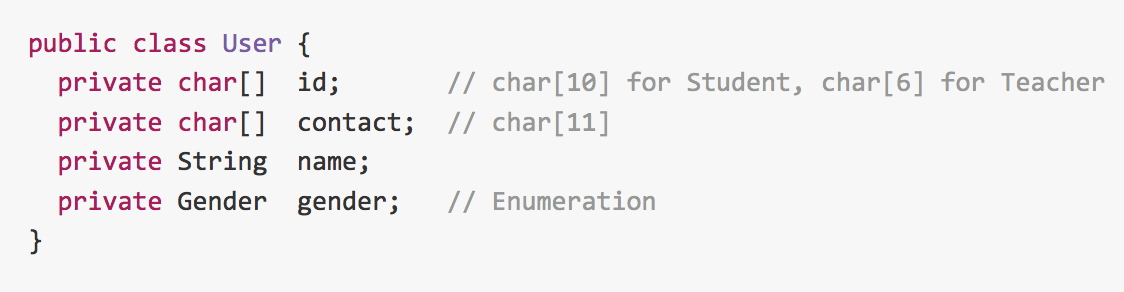 public class User {
  private char[]  id;       // char[10] for Student, char[6] for Teacher
  private char[]  contact;  // char[11]
  private String  name;
  private Gender  gender;   // Enumeration
}